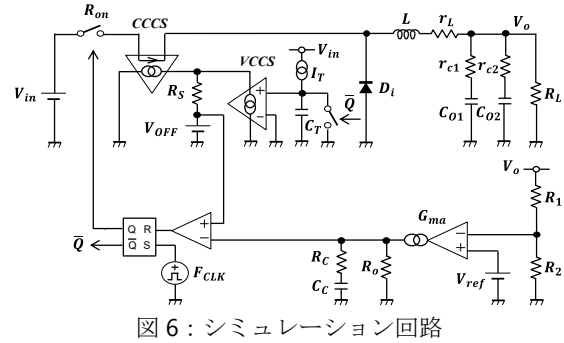 R_on CCCS L r_L V_o
VCCS V_in
I_T
r_c1 r_c2
V_in R_S + − C_T Q̅ D_i C_O1 C_O2 R_L
V_OFF
V_o
R_1
G_ma
Q R
Q̅ S
Q̅
+ −
− +
F_CLK
R_C R_o
C_C
V_ref
R_2
図 6：シミュレーション回路